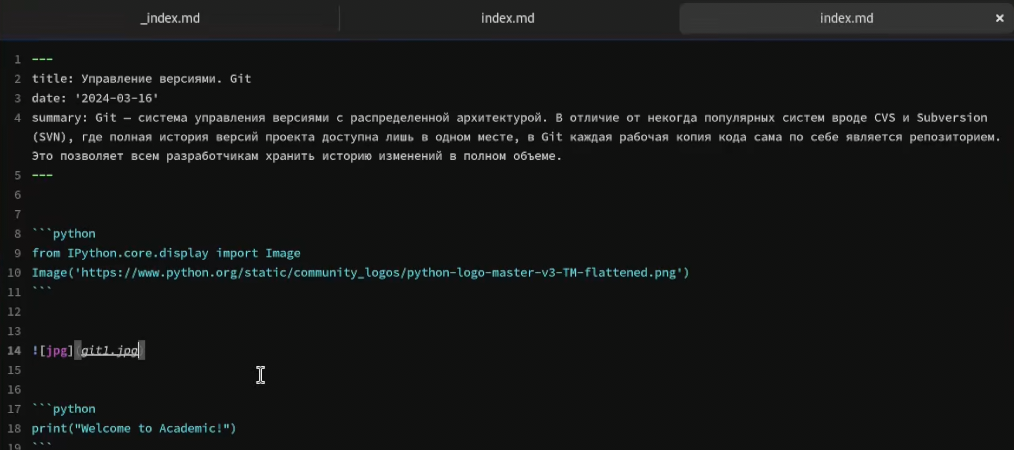 _index.md
index.md
index.md ×
1 ---
2 title: Управление версиями. Git
3 date: '2024-03-16'
4 summary: Git — система управления версиями с распределенной архитектурой. В отличие от некогда популярных систем вроде CVS и Subversion
(SVN), где полная история версий проекта доступна лишь в одном месте, в Git каждая рабочая копия кода сама по себе является репозиторием.
Это позволяет всем разработчикам хранить историю изменений в полном объеме.
5 ---
6
7
8 ```python
9 from IPython.core.display import Image
10 Image('https://www.python.org/static/community_logos/python-logo-master-v3-TM-flattened.png')
11 ```
12
13
14 ![jpg](git1.jpg)
15
16
17 ```python
18 print("Welcome to Academic!")
19 ```